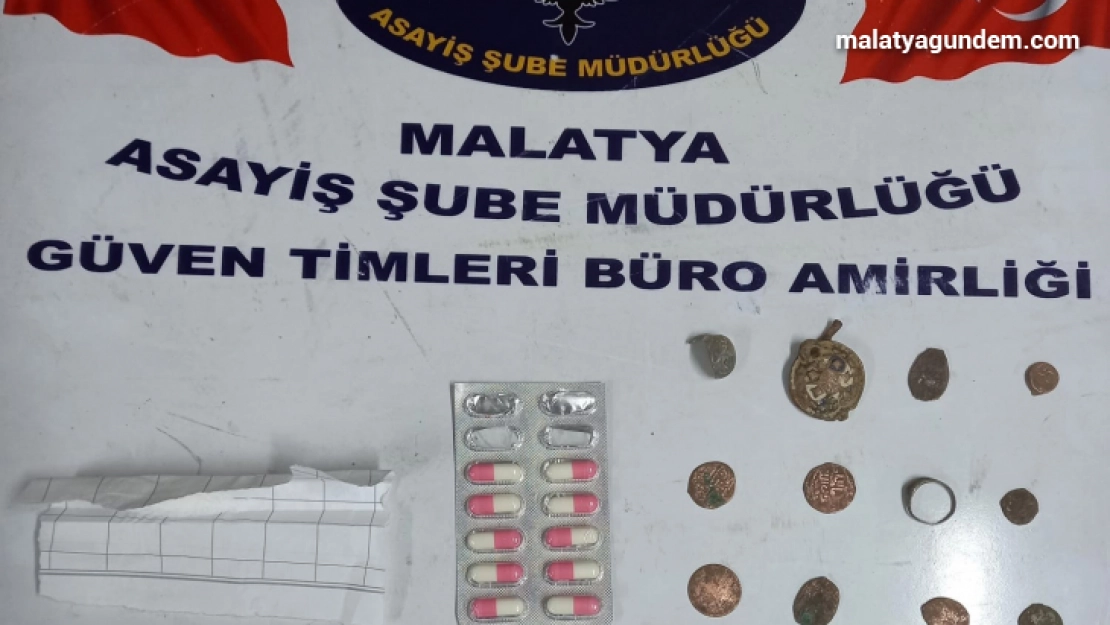 malatyagundem.com
ASAYİŞ ŞUBE MÜDÜRLÜĞÜ
MALATYA
ASAYİŞ ŞUBE MÜDÜRLÜĞÜ
GÜVEN TİMLERİ BÜRO AMİRLİĞİ